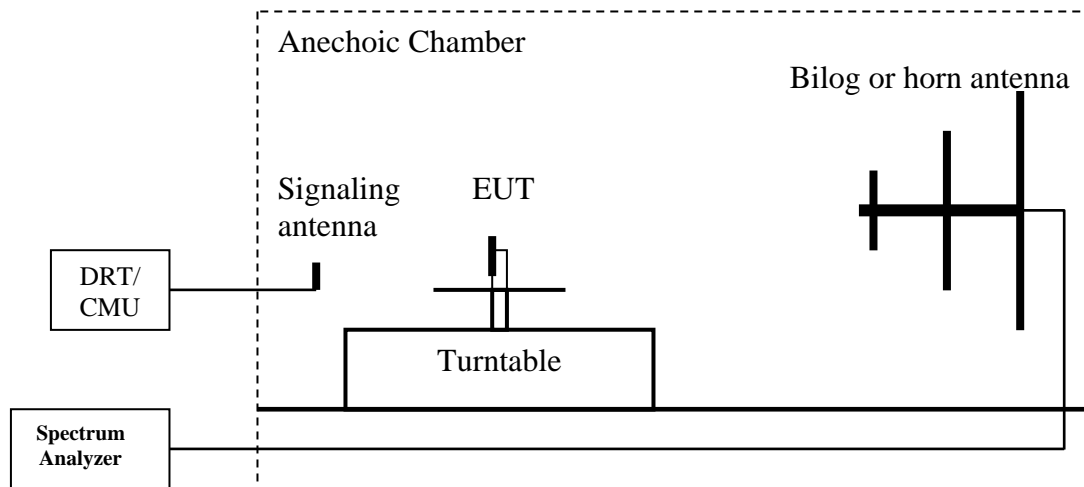 Anechoic Chamber
Bilog or horn antenna
Signaling
antenna
EUT
DRT/
CMU
Turntable
Spectrum
Analyzer